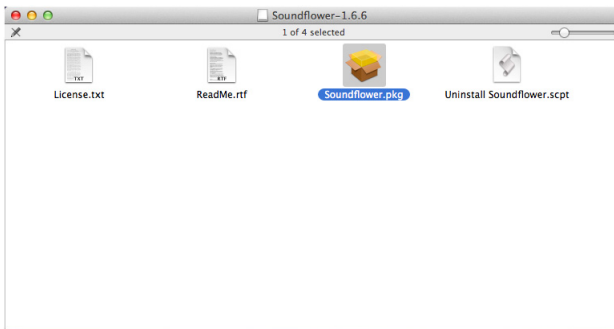 Soundflower-1.6.6
1 of 4 selected
TXT
RTF
License.txt
ReadMe.rtf
Soundflower.pkg
Uninstall Soundflower.scpt